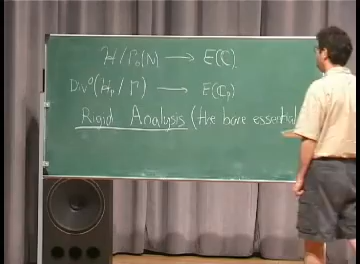 ℋ/Γ₀(N) → E(ℂ).
Div⁰(ℋₚ/Γ) → E(ℂₚ)
Rigid Analysis (the bare essential